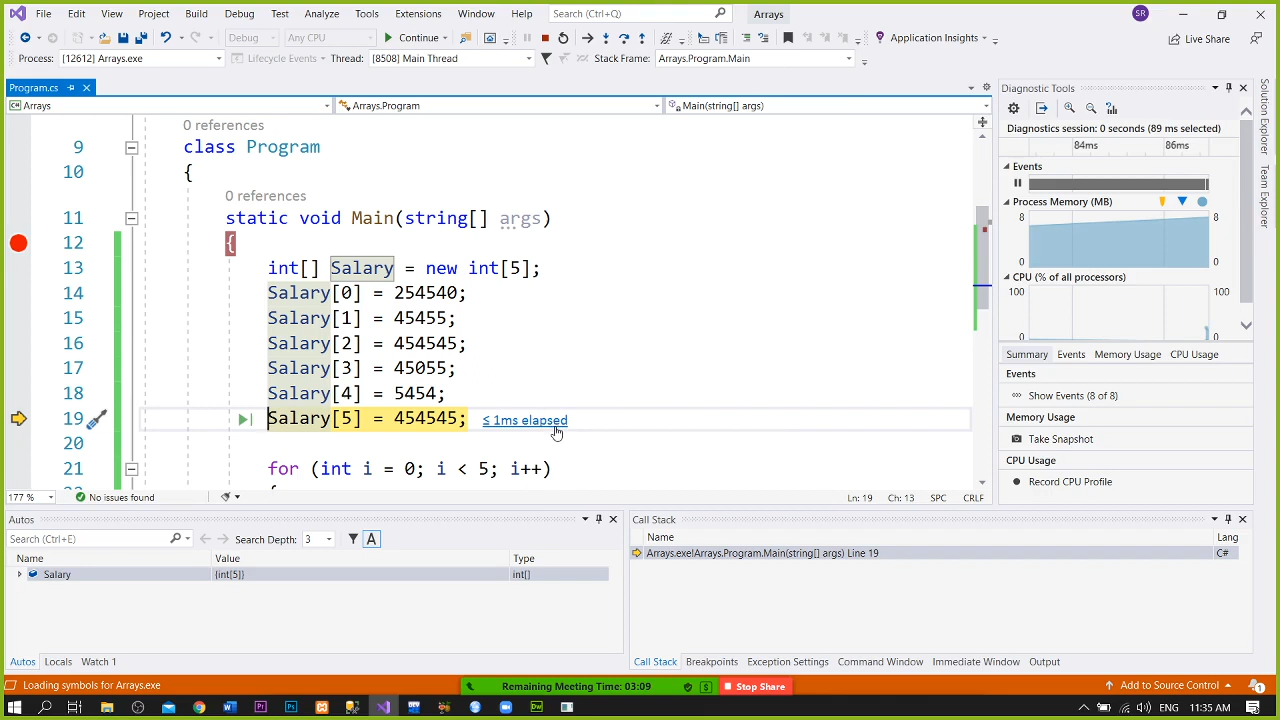 File Edit View Project Build Debug Test Analyze Tools Extensions Window Help Search (Ctrl+Q) Arrays SR
Debug Any CPU Continue Application Insights Live Share
Process: [12612] Arrays.exe Lifecycle Events Thread: [8508] Main Thread Stack Frame: Arrays.Program.Main
Program.cs
Arrays Arrays.Program Main(string[] args)
0 references
9 class Program
10 {
0 references
11 static void Main(string[] args)
12 {
13 int[] Salary = new int[5];
14 Salary[0] = 254540;
15 Salary[1] = 45455;
16 Salary[2] = 454545;
17 Salary[3] = 45055;
18 Salary[4] = 5454;
19 Salary[5] = 454545; ≤ 1ms elapsed
20
21 for (int i = 0; i < 5; i++)
177 % No issues found Ln: 19 Ch: 13 SPC CRLF
Diagnostic Tools
Diagnostics session: 0 seconds (89 ms selected)
84ms 86ms
Events
Process Memory (MB)
8 8
0 0
CPU (% of all processors)
100 100
0 0
Summary Events Memory Usage CPU Usage
Events
Show Events (8 of 8)
Memory Usage
Take Snapshot
CPU Usage
Record CPU Profile
Solution Explorer
Team Explorer
Autos
Search (Ctrl+E) Search Depth: 3 A
Name Value Type
Salary {int[5]} int[]
Autos Locals Watch 1
Call Stack
Name Lang
Arrays.exe!Arrays.Program.Main(string[] args) Line 19 C#
Call Stack Breakpoints Exception Settings Command Window Immediate Window Output
Loading symbols for Arrays.exe Remaining Meeting Time: 03:09 Stop Share Add to Source Control 1
ENG 11:35 AM